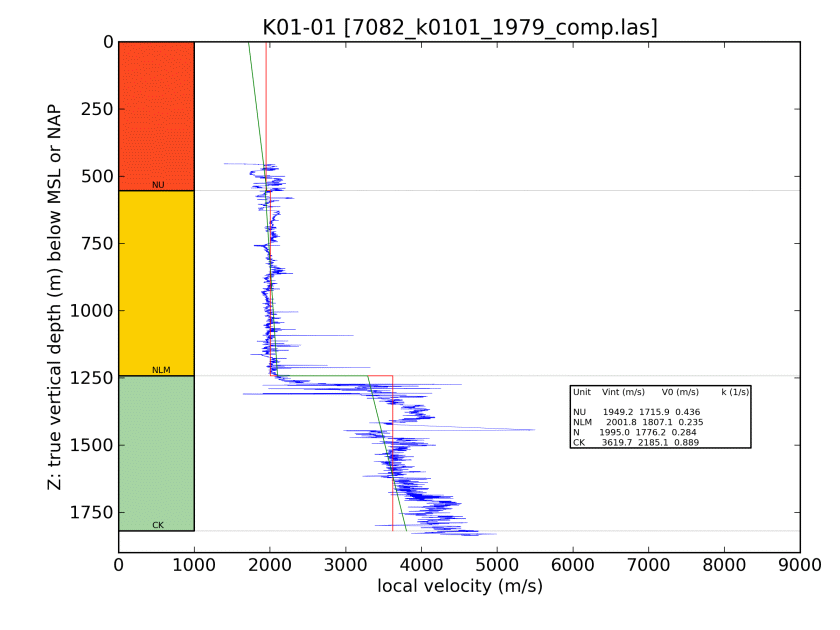 K01-01 [7082_k0101_1979_comp.las]
Z: true vertical depth (m) below MSL or NAP
0
250
500
750
1000
1250
1500
1750
NU
NLM
CK
Unit Vint (m/s) V0 (m/s) k (1/s)
NU 1949.2 1715.9 0.436
NLM 2001.8 1807.1 0.235
N 1995.0 1776.2 0.284
CK 3619.7 2185.1 0.889
0 1000 2000 3000 4000 5000 6000 7000 8000 9000
local velocity (m/s)